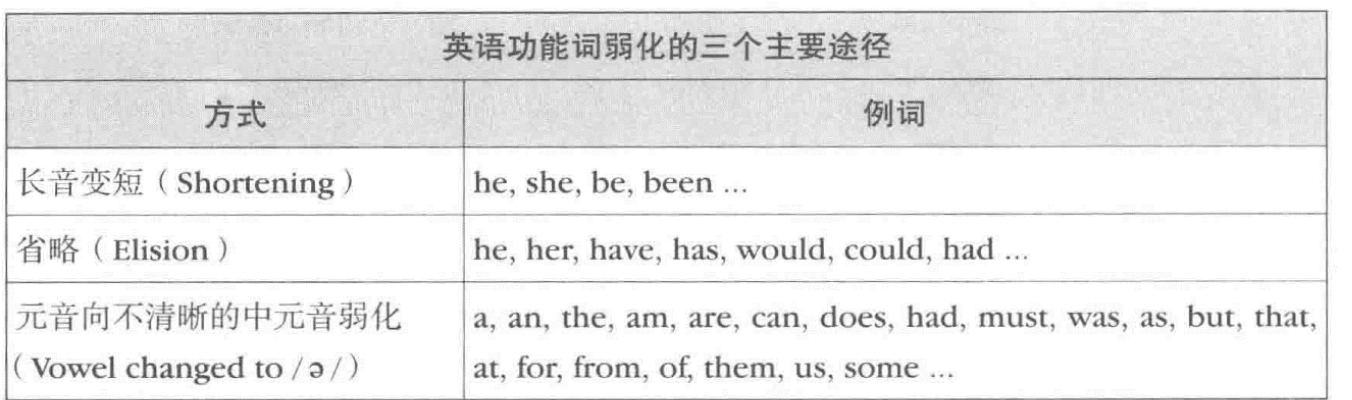 英语功能词弱化的三个主要途径
方式 例词
长音变短（Shortening） he, she, be, been ...
省略（Elision） he, her, have, has, would, could, had ...
元音向不清晰的中元音弱化 a, an, the, am, are, can, does, had, must, was, as, but, that,
（Vowel changed to /ə/） at, for, from, of, them, us, some ...